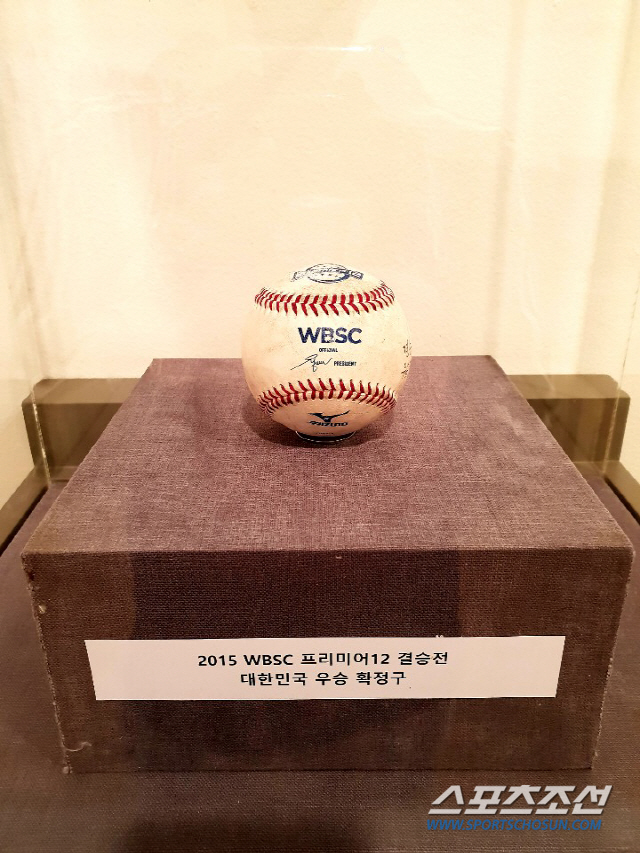 WBSC
OFFICIAL
PRESIDENT
MIZUNO
2015 WBSC 프리미어12 결승전
대한민국 우승 확정구
스포츠조선
WWW.SPORTSCHOSUN.COM